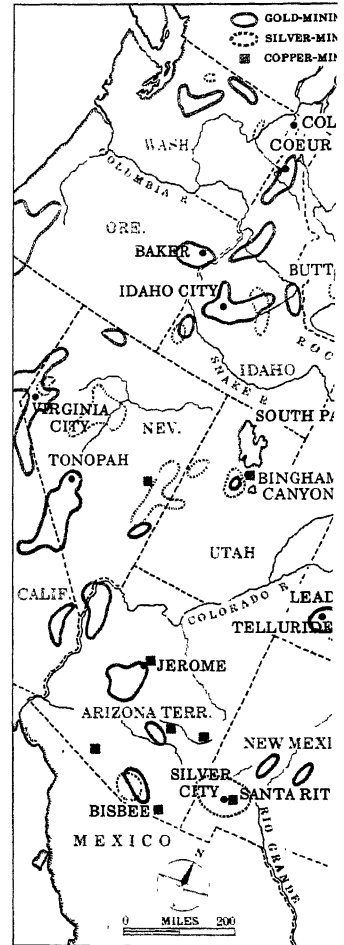 GOLD-MININ
SILVER-MIN
COPPER-MIN
COL
COEUR
WASH.
COLUMBIA R
ORE.
BAKER
BUTT
IDAHO CITY
ROC
IDAHO
SNAKE R
SOUTH PA
VIRGINIA
CITY
NEV.
TONOPAH
BINGHAM
CANYON
UTAH
CALIF.
COLORADO R
LEAD
TELLURIDE
JEROME
ARIZONA TERR.
NEW MEXI
SILVER
CITY
SANTA RIT
BISBEE
MEXICO
RIO GRANDE
N
0 MILES 200